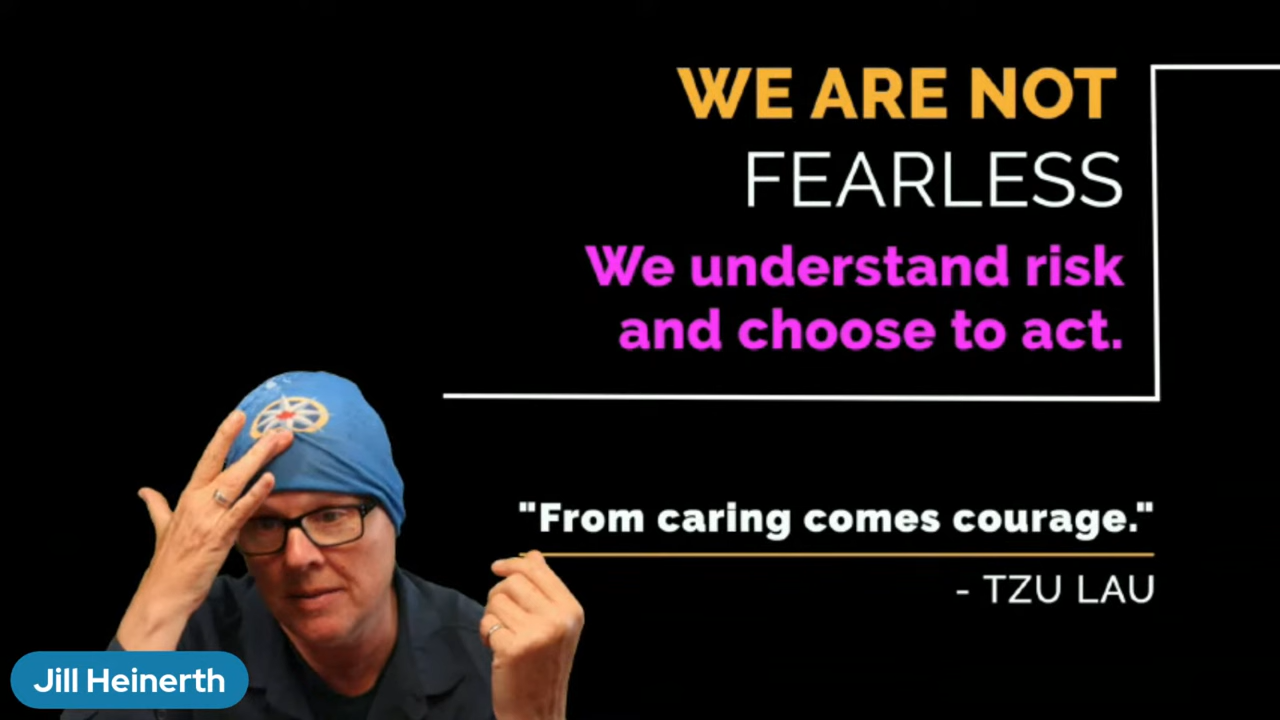 WE ARE NOT
FEARLESS
We understand risk
and choose to act.
"From caring comes courage."
- TZU LAU
Jill Heinerth